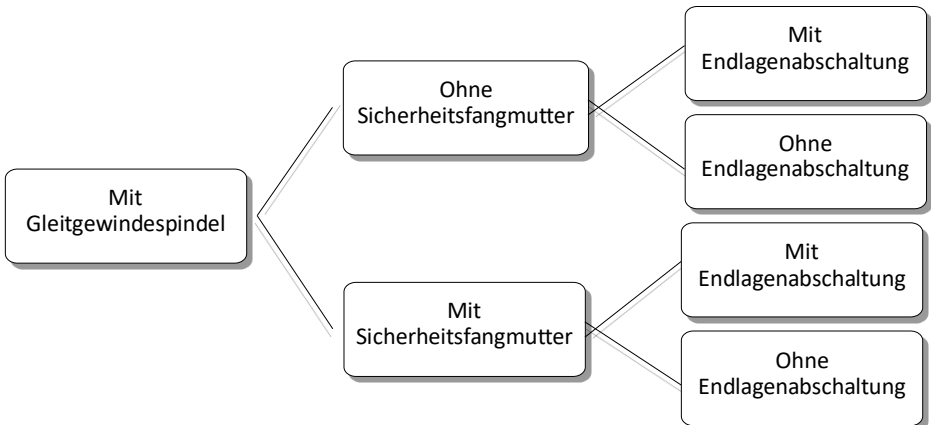 Mit
Gleitgewindespindel
Ohne
Sicherheitsfangmutter
Mit
Endlagenabschaltung
Ohne
Endlagenabschaltung
Mit
Sicherheitsfangmutter
Mit
Endlagenabschaltung
Ohne
Endlagenabschaltung